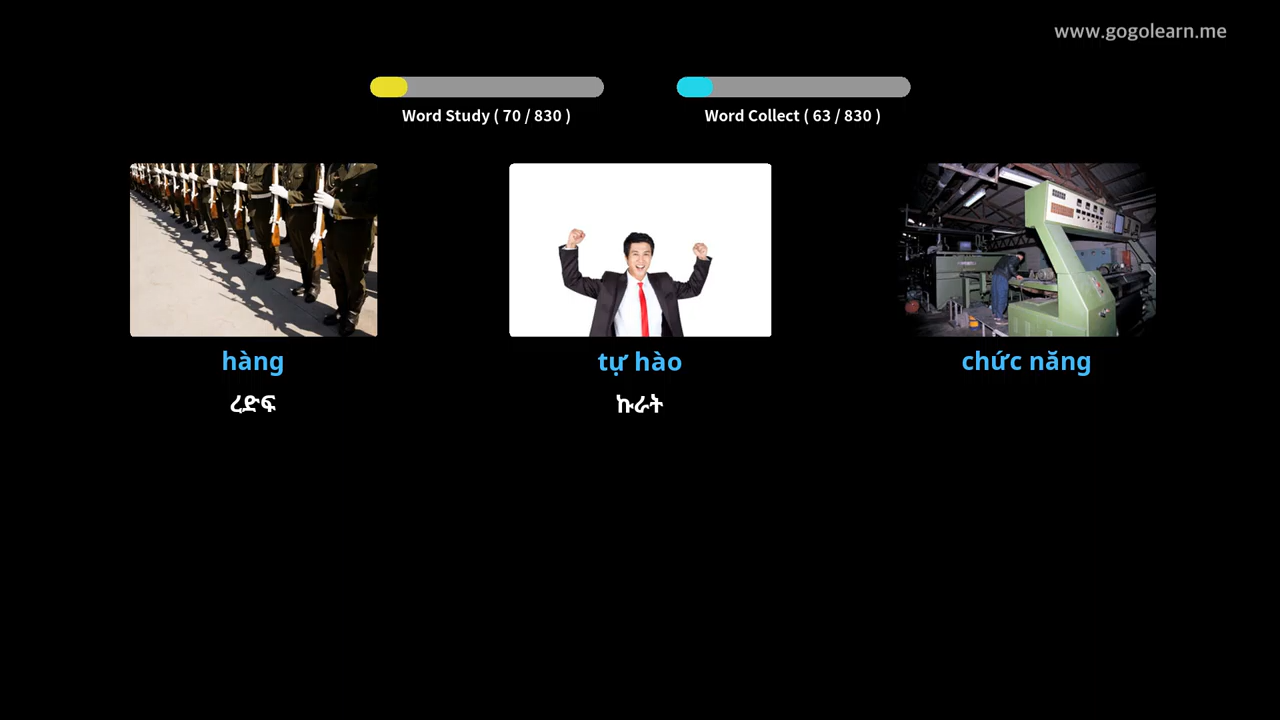 www.gogolearn.me
Word Study ( 70 / 830 )
Word Collect ( 63 / 830 )
hàng
tự hào
chức năng
ረድፍ
ኩራት